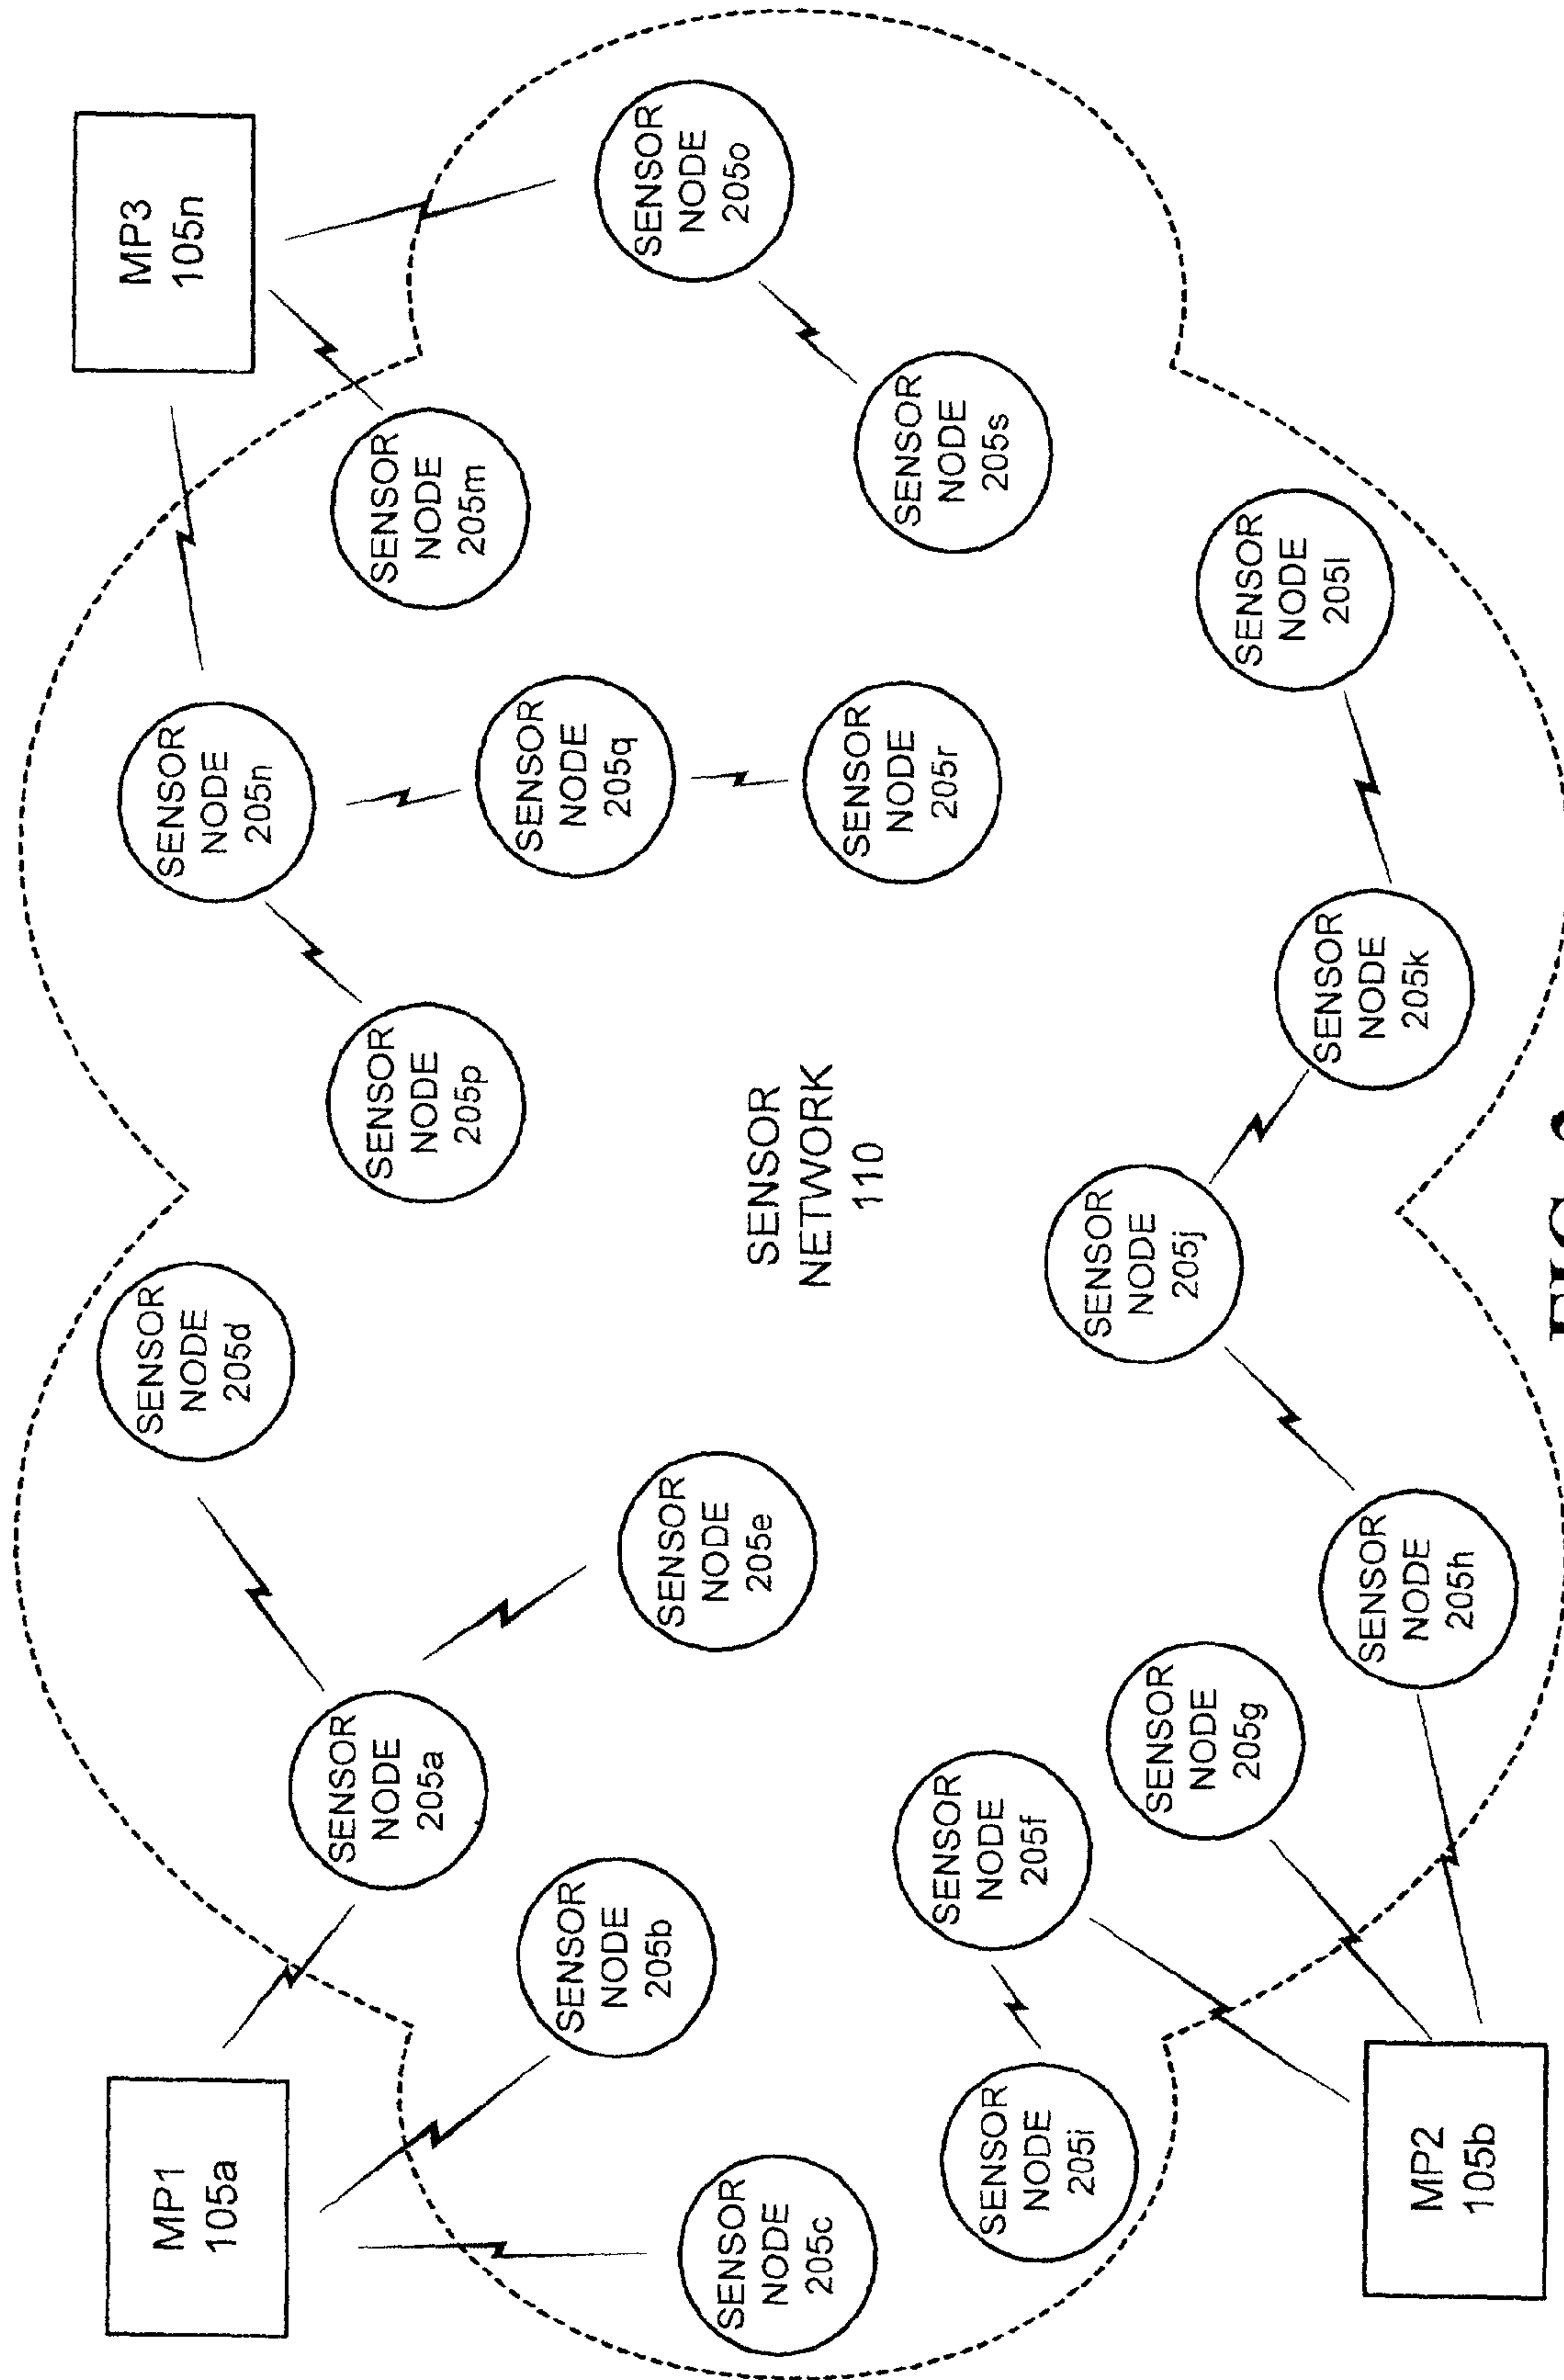 MP1
105a
SENSOR
NODE
205d
SENSOR
NODE
205n
MP3
105n
SENSOR
NODE
205a
SENSOR
NODE
205p
SENSOR
NODE
205m
SENSOR
NODE
205b
SENSOR
NODE
205e
SENSOR
NODE
205q
SENSOR
NODE
205o
SENSOR
NODE
205c
SENSOR
NETWORK
110
SENSOR
NODE
205r
SENSOR
NODE
205s
SENSOR
NODE
205i
SENSOR
NODE
205f
SENSOR
NODE
205g
SENSOR
NODE
205j
SENSOR
NODE
205l
SENSOR
NODE
205h
SENSOR
NODE
205k
MP2
105b